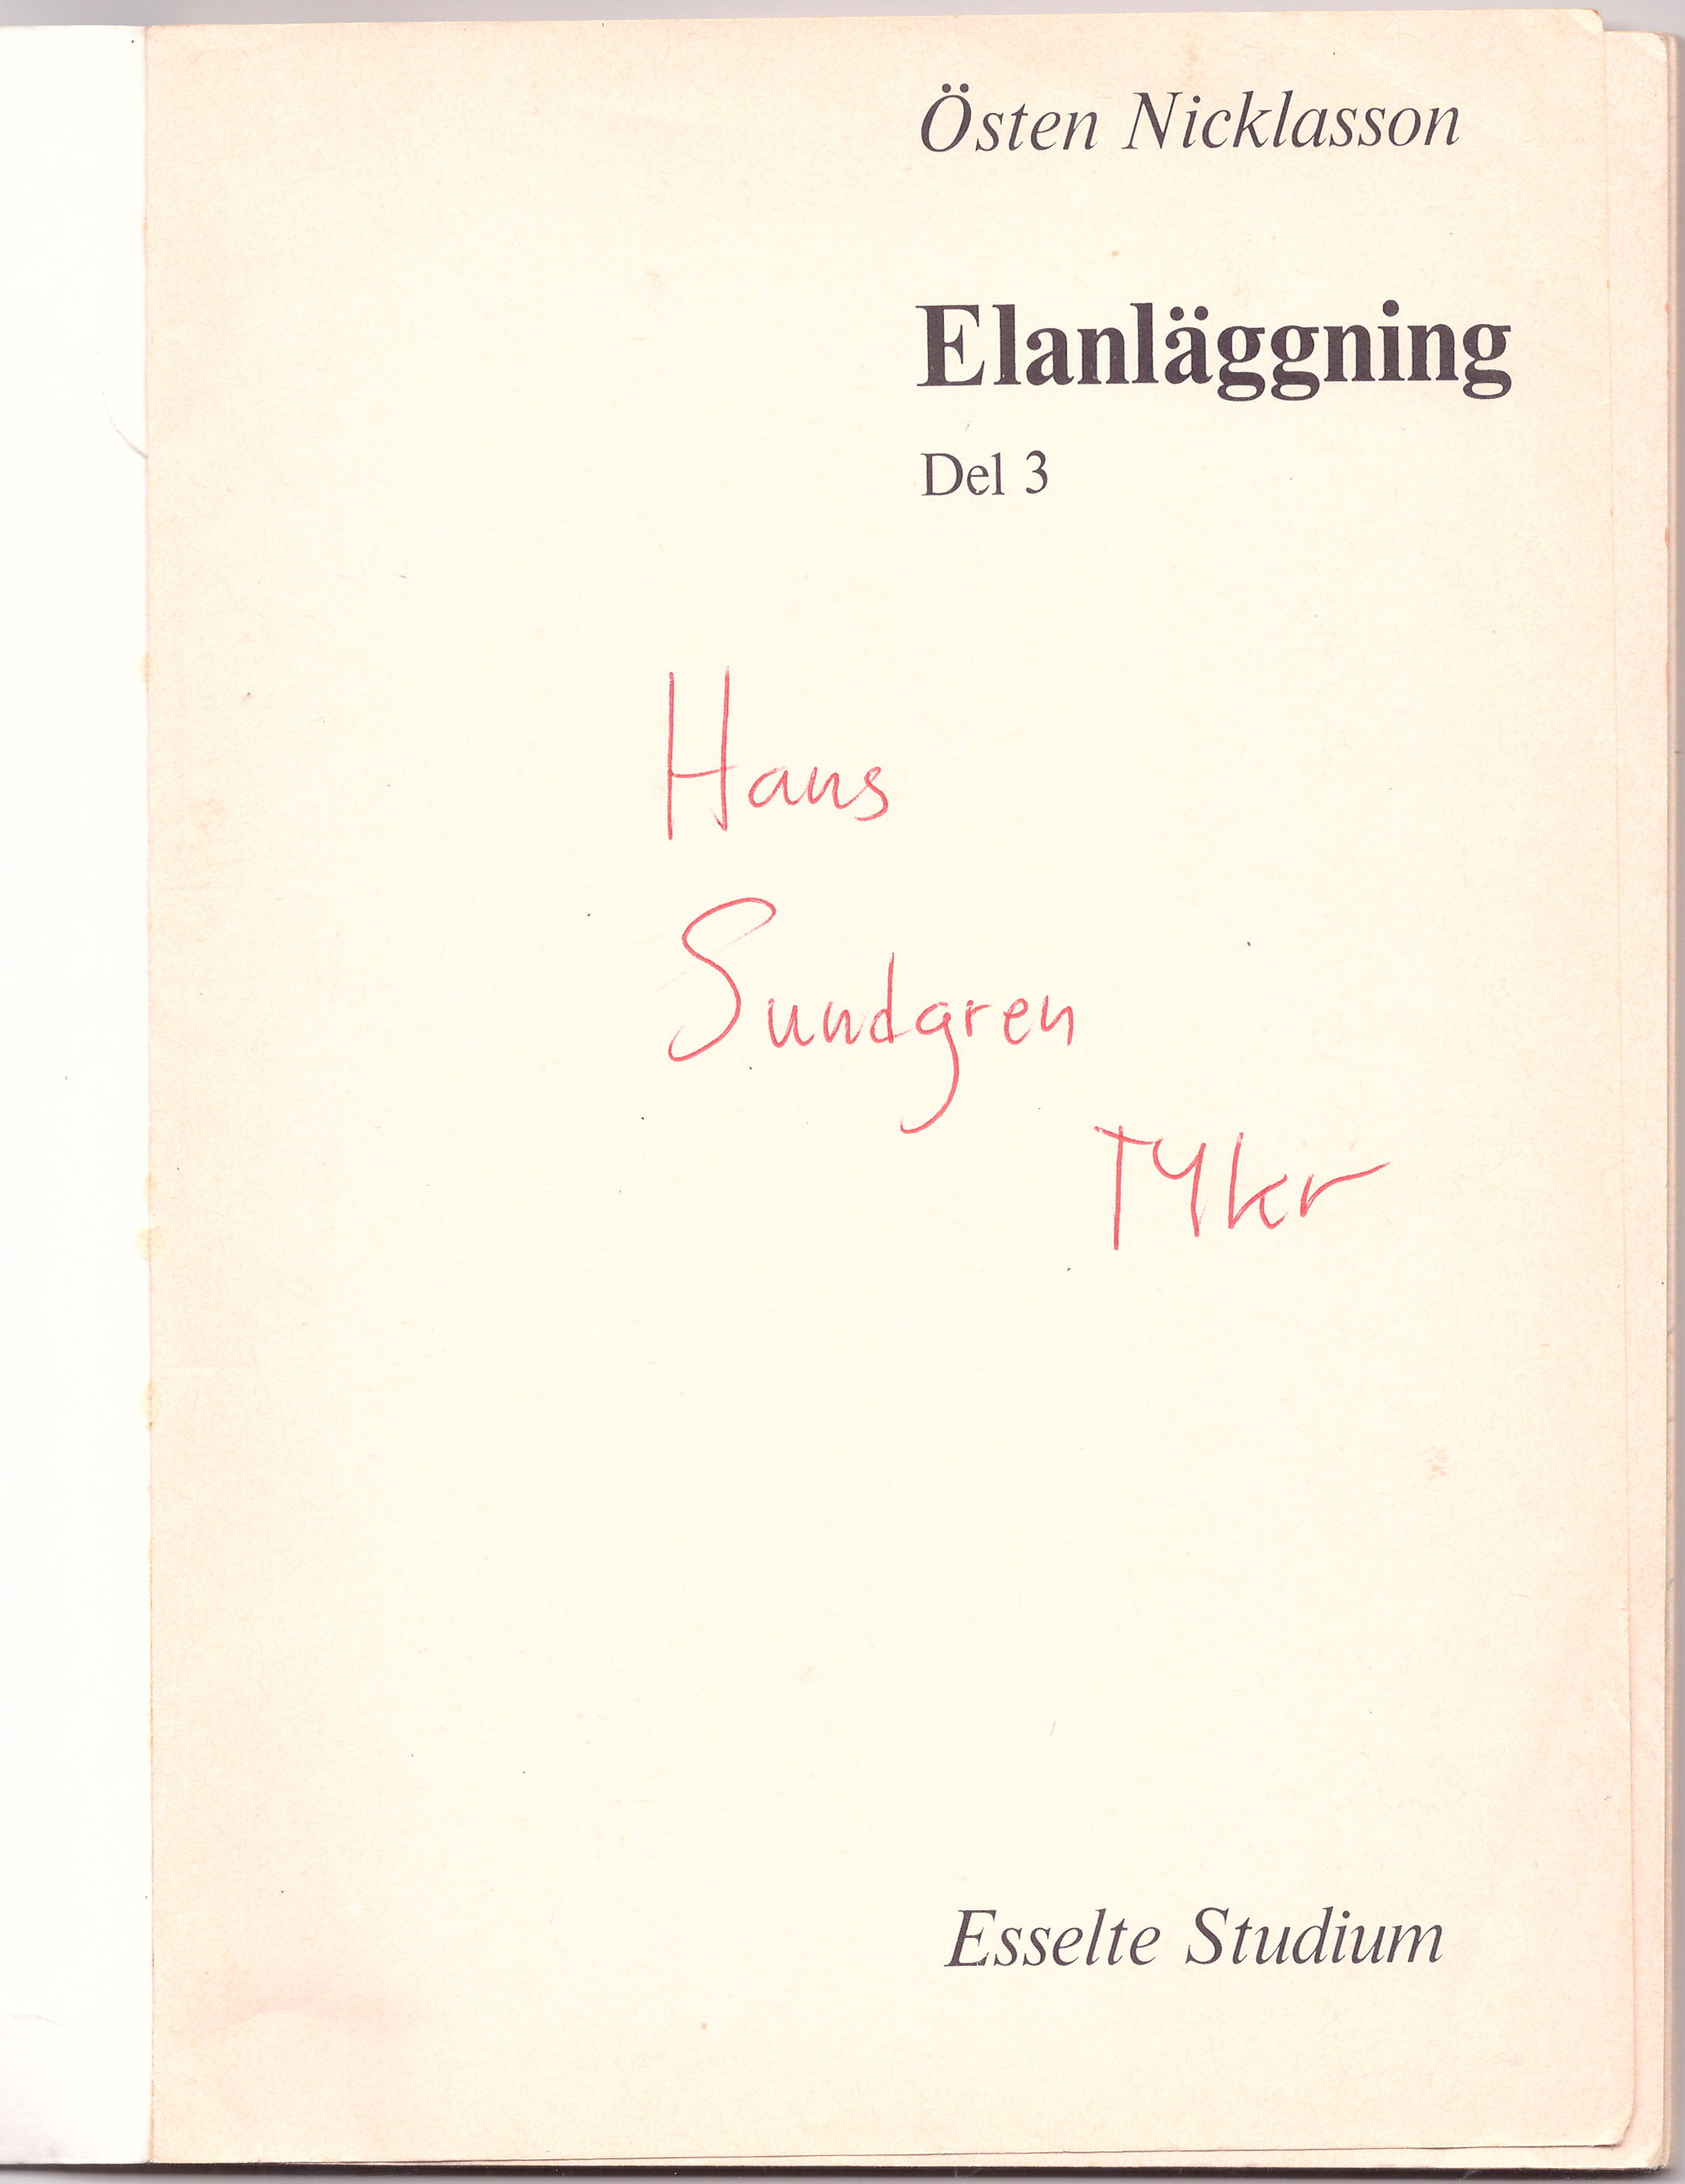 Östen Nicklasson
Elanläggning
Del 3
Hans
Sundgren
T4kr
Esselte Studium